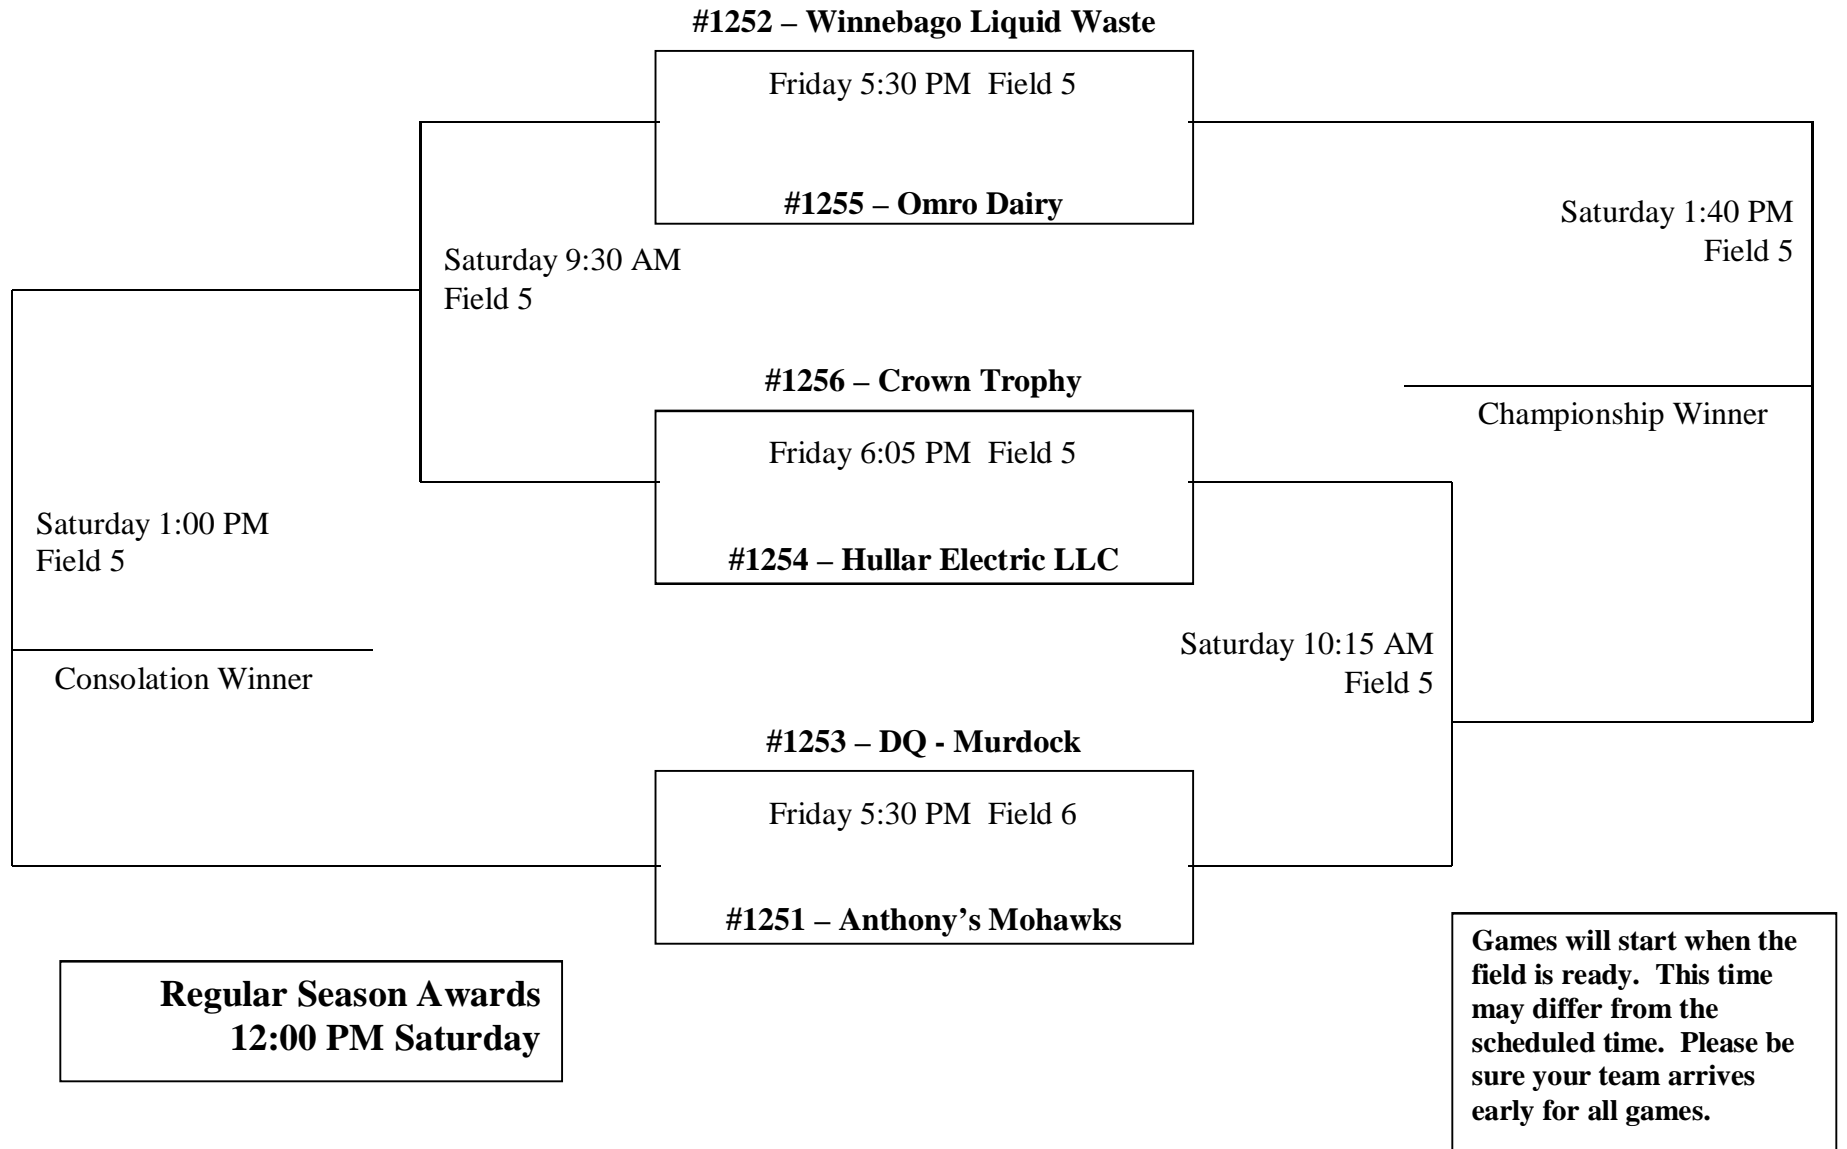 #1252 – Winnebago Liquid Waste
Friday 5:30 PM  Field 5
#1255 – Omro Dairy
Saturday 1:40 PM
Field 5
Saturday 9:30 AM
Field 5
#1256 – Crown Trophy
Championship Winner
Friday 6:05 PM  Field 5
Saturday 1:00 PM
Field 5
#1254 – Hullar Electric LLC
Saturday 10:15 AM
Field 5
Consolation Winner
#1253 – DQ - Murdock
Friday 5:30 PM  Field 6
#1251 – Anthony’s Mohawks
Regular Season Awards
12:00 PM Saturday
Games will start when the
field is ready.  This time
may differ from the
scheduled time.  Please be
sure your team arrives
early for all games.